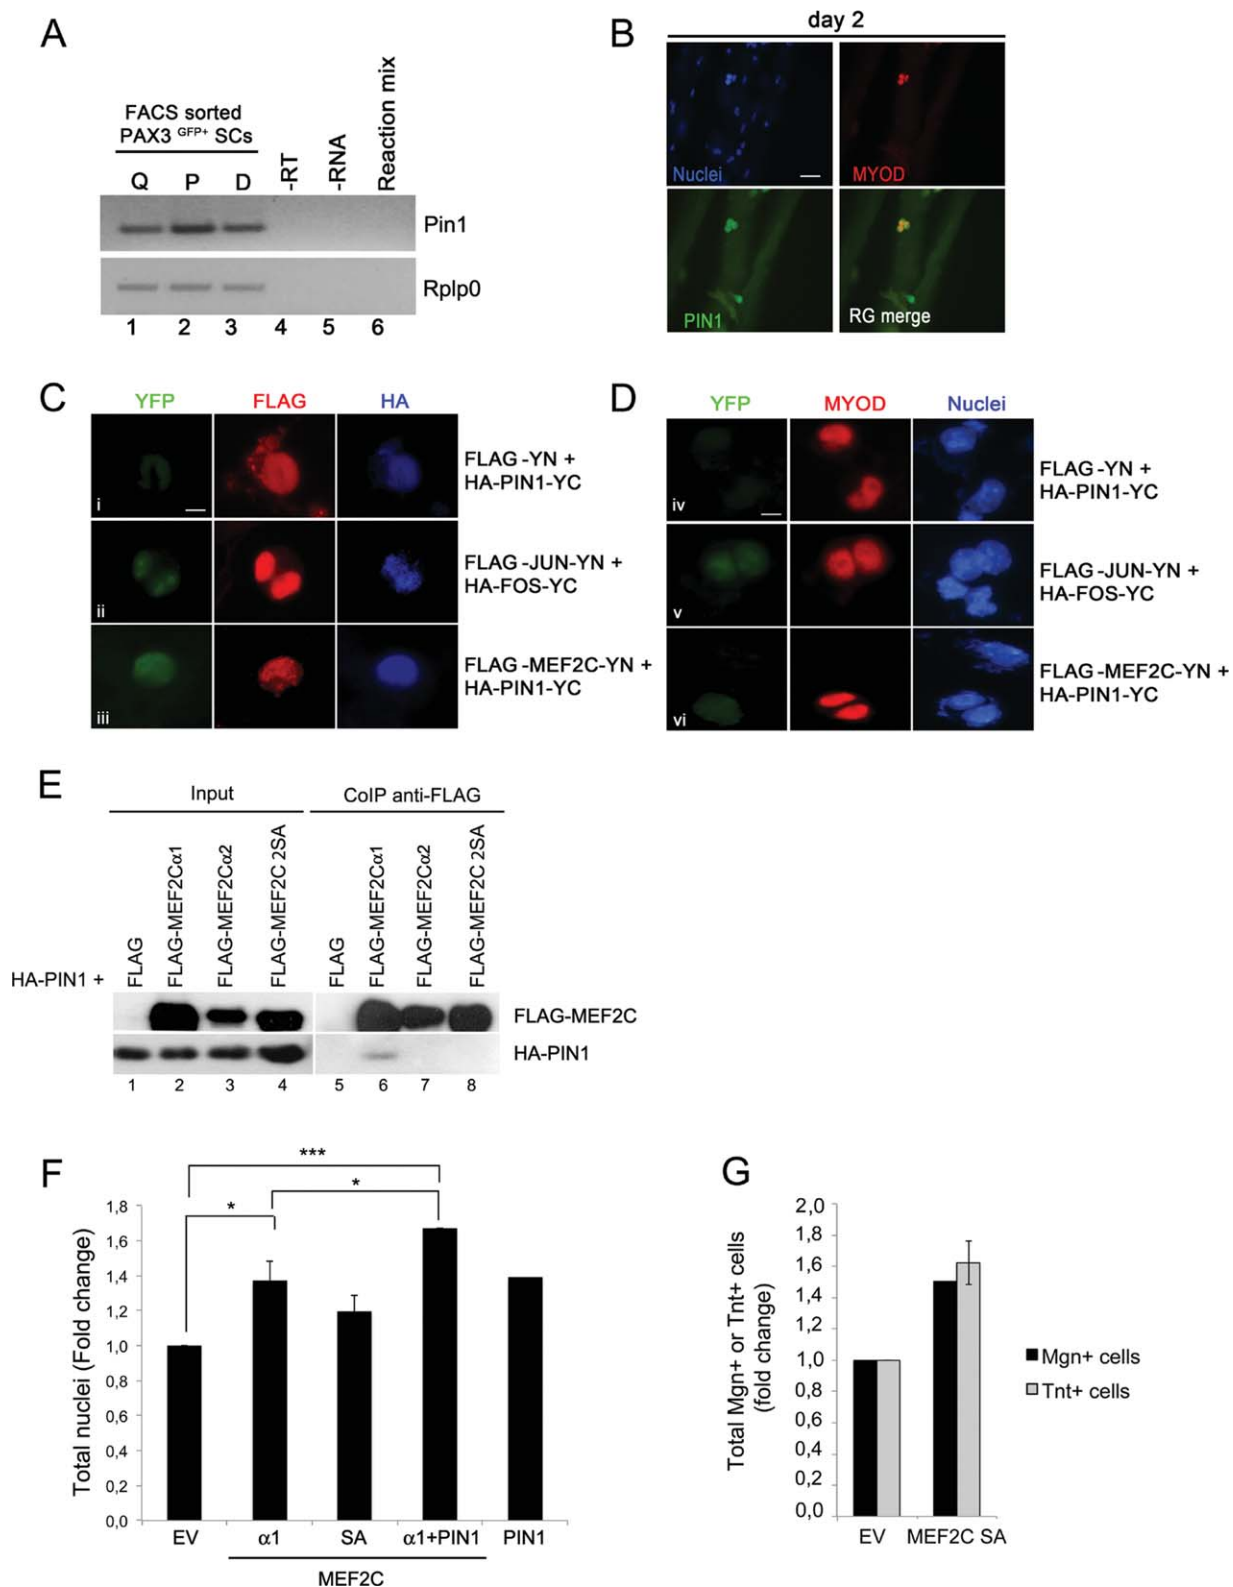 A
FACS sorted
PAX3 GFP+ SCs
Q P D -RT -RNA Reaction mix
Pin1
Rplp0
1 2 3 4 5 6
B
day 2
Nuclei
MYOD
PIN1
RG merge
C
YFP FLAG HA
i
FLAG-YN +
HA-PIN1-YC
ii
FLAG-JUN-YN +
HA-FOS-YC
iii
FLAG-MEF2C-YN +
HA-PIN1-YC
D
YFP MYOD Nuclei
iv
FLAG-YN +
HA-PIN1-YC
v
FLAG-JUN-YN +
HA-FOS-YC
vi
FLAG-MEF2C-YN +
HA-PIN1-YC
E
Input CoIP anti-FLAG
HA-PIN1 +
FLAG
FLAG-MEF2Cα1
FLAG-MEF2Cα2
FLAG-MEF2C 2SA
FLAG
FLAG-MEF2Cα1
FLAG-MEF2Cα2
FLAG-MEF2C 2SA
FLAG-MEF2C
HA-PIN1
1 2 3 4 5 6 7 8
F
***
*
*
Total nuclei (Fold change)
1,8
1,6
1,4
1,2
1,0
0,8
0,6
0,4
0,2
0,0
EV α1 SA α1+PIN1 PIN1
MEF2C
G
Total Mgn+ or Tnt+ cells
(fold change)
2,0
1,8
1,6
1,4
1,2
1,0
0,8
0,6
0,4
0,2
0,0
EV MEF2C SA
Mgn+ cells
Tnt+ cells